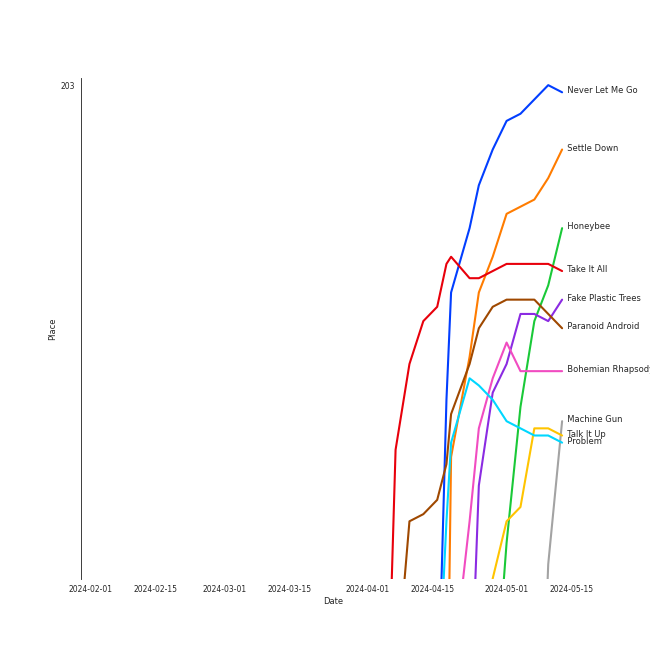 203
Never Let Me Go
Settle Down
Honeybee
Take It All
Fake Plastic Trees
Place
Paranoid Android
Bohemian Rhapsod
Machine Gun
Talk It Up
Problem
2024-02-01 2024-02-15 2024-03-01 2024-03-15 2024-04-01 2024-04-15 2024-05-01 2024-05-15
Date